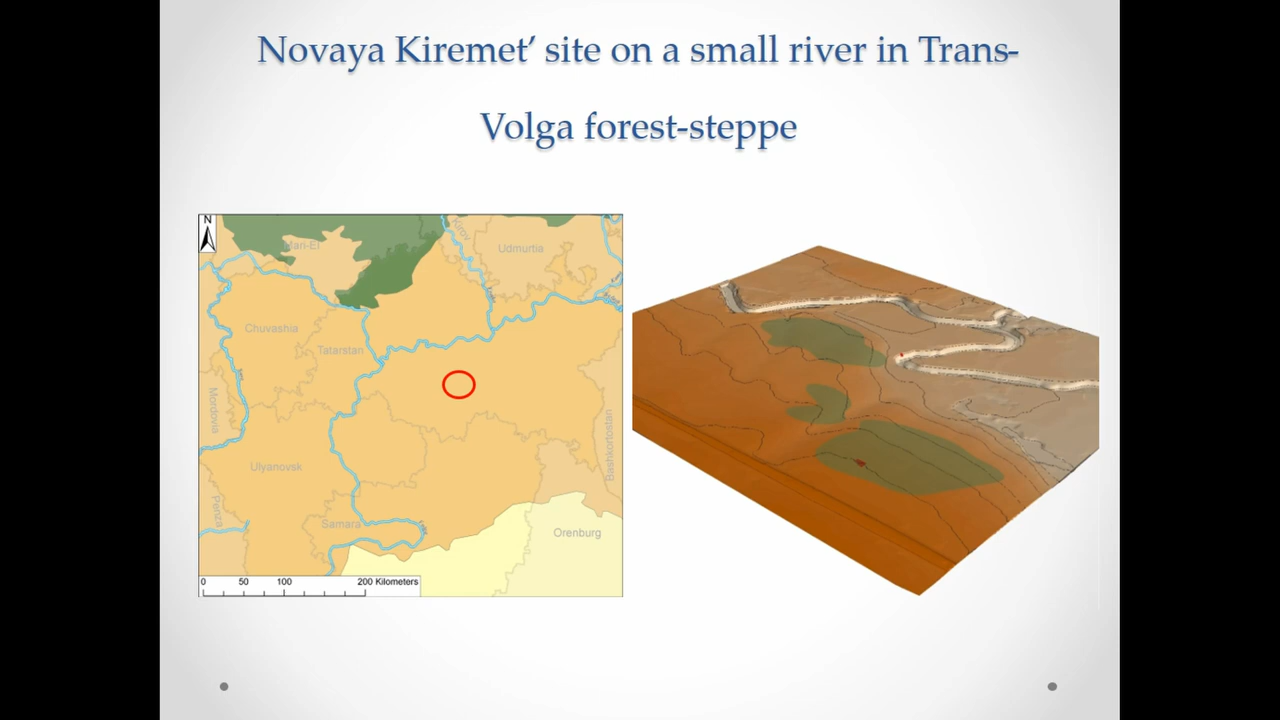 Novaya Kiremet’ site on a small river in Trans-
Volga forest-steppe
N
Mari-El
Kirov
Udmurtia
Chuvashia
Tatarstan
Mordovia
Bashkortostan
Ulyanovsk
Penza
Samara
Orenburg
0 50 100 200 Kilometers